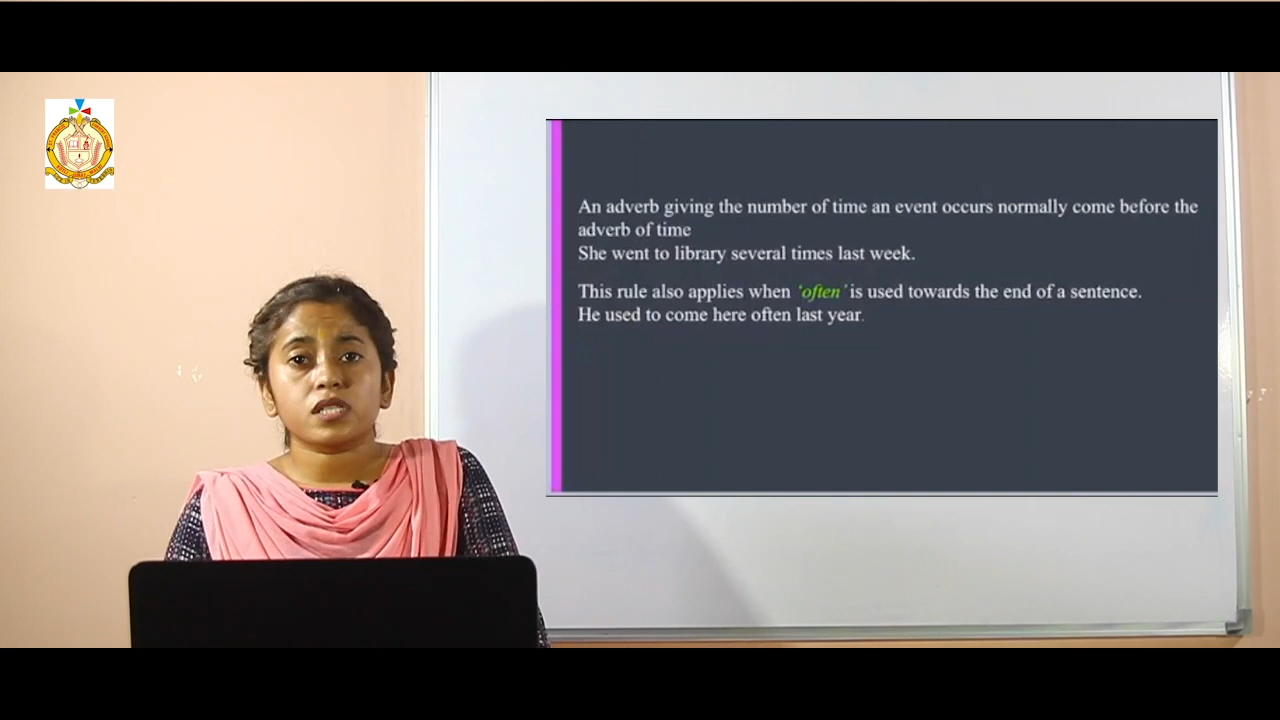 An adverb giving the number of time an event occurs normally come before the
adverb of time
She went to library several times last week.
This rule also applies when ‘often’ is used towards the end of a sentence.
He used to come here often last year.